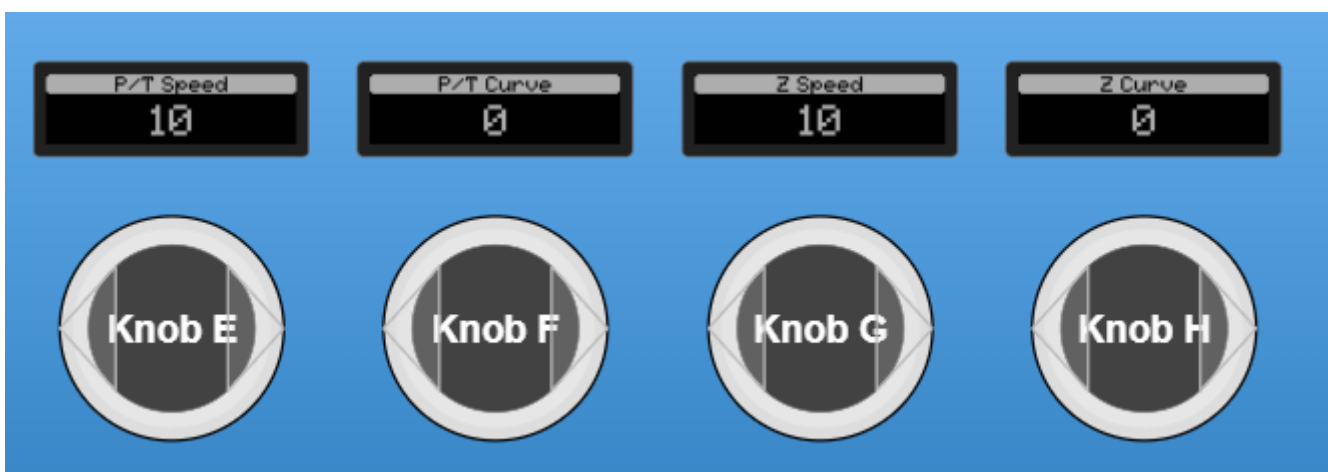 P/T Speed
10
P/T Curve
0
Z Speed
10
Z Curve
0
Knob E
Knob F
Knob G
Knob H